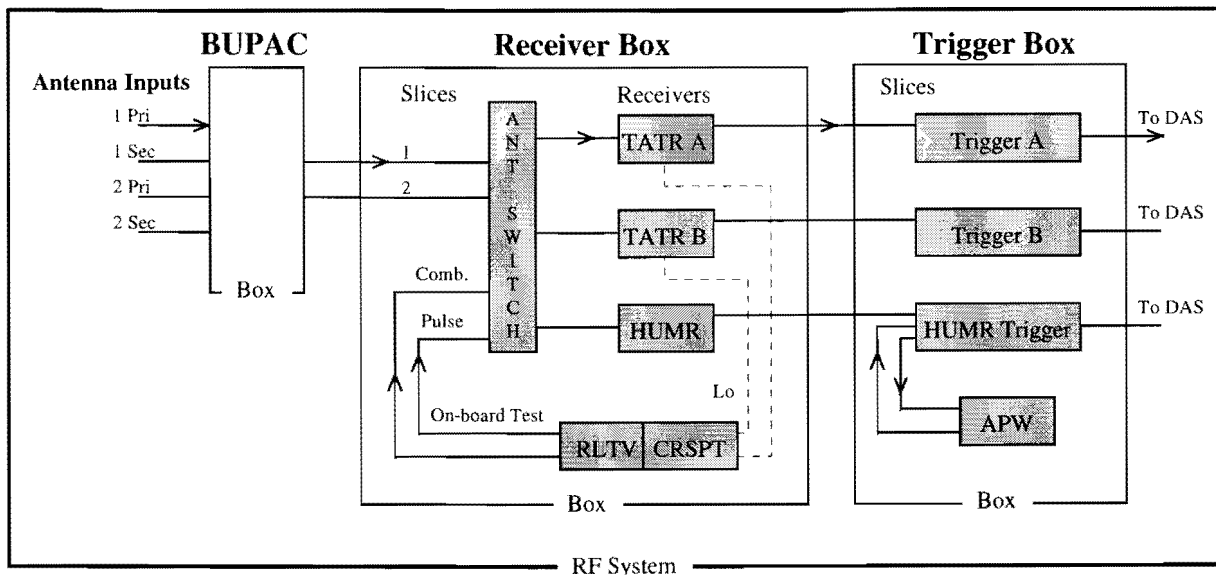 BUPAC
Receiver Box
Trigger Box
Antenna Inputs
1 Pri
1 Sec
2 Pri
2 Sec
Box
Slices
1
2
Comb.
Pulse
On-board Test
ANT SWITCH
Receivers
TATR A
TATR B
HUMR
Lo
RLTV
CRSPT
Box
Slices
Trigger A
Trigger B
HUMR Trigger
APW
Box
To DAS
To DAS
To DAS
RF System